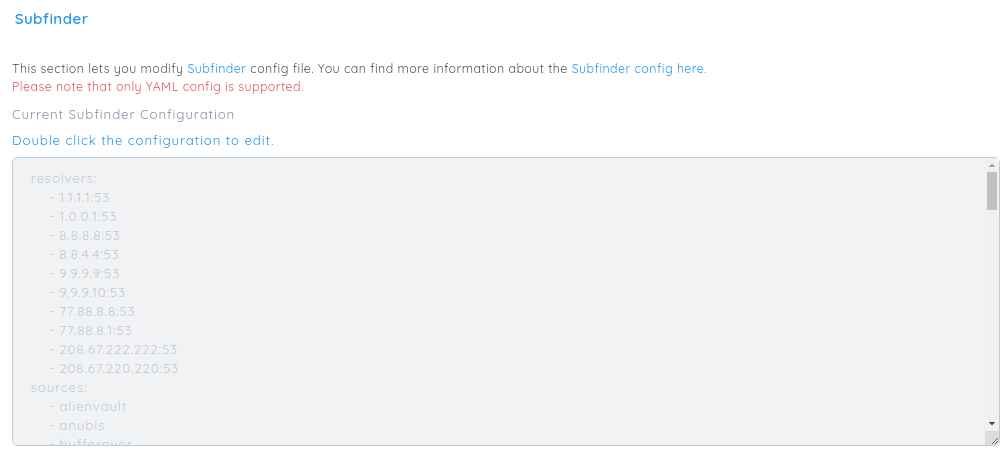 Subfinder
This section lets you modify Subfinder config file. You can find more information about the Subfinder config here.
Please note that only YAML config is supported.
Current Subfinder Configuration
Double click the configuration to edit.
resolvers:
- 1.1.1.1:53
- 1.0.0.1:53
- 8.8.8.8:53
- 8.8.4.4:53
- 9.9.9.9:53
- 9.9.9.10:53
- 77.88.8.8:53
- 77.88.8.1:53
- 208.67.222.222:53
- 208.67.220.220:53
sources:
- alienvault
- anubis
- bufferover